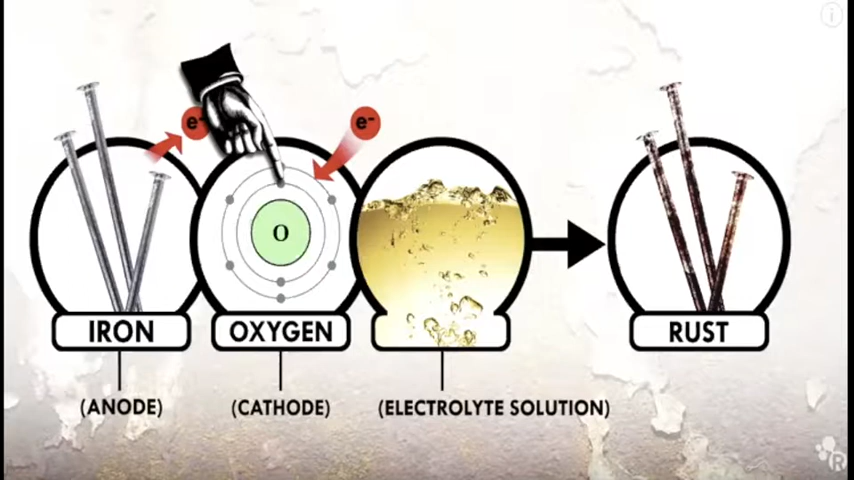 e-
e-
O
IRON
OXYGEN
RUST
(ANODE)
(CATHODE)
(ELECTROLYTE SOLUTION)
i
R